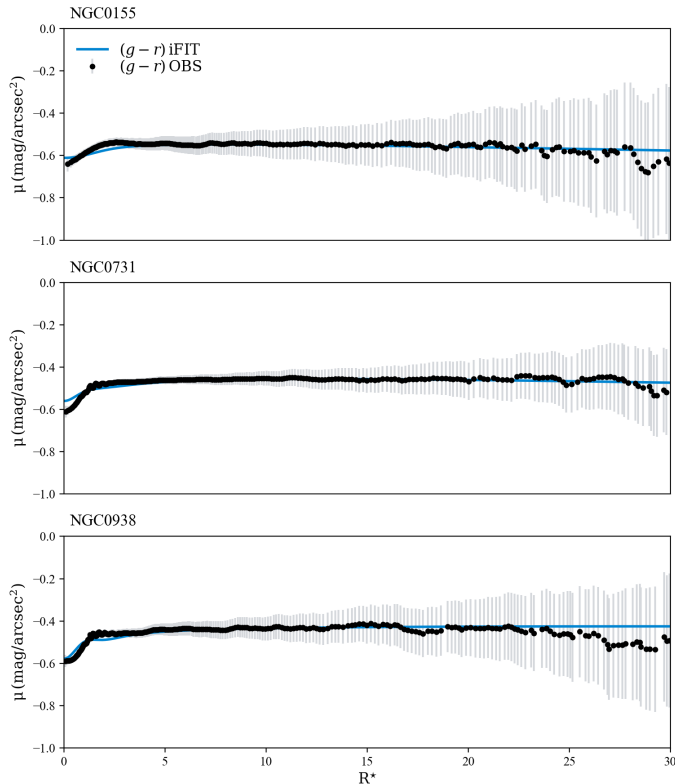 NGC0155
(g − r) iFIT
(g − r) OBS
0.0
−0.2
−0.4
−0.6
−0.8
−1.0
μ (mag/arcsec²)
NGC0731
0.0
−0.2
−0.4
−0.6
−0.8
−1.0
μ (mag/arcsec²)
NGC0938
0.0
−0.2
−0.4
−0.6
−0.8
−1.0
μ (mag/arcsec²)
0 5 10 15 20 25 30
R⋆